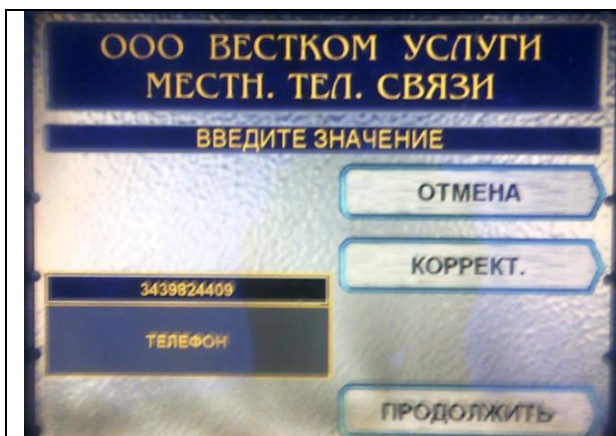 ООО ВЕСТКОМ УСЛУГИ
МЕСТН. ТЕЛ. СВЯЗИ
ВВЕДИТЕ ЗНАЧЕНИЕ
ОТМЕНА
КОРРЕКТ.
3439824409
ТЕЛЕФОН
ПРОДОЛЖИТЬ